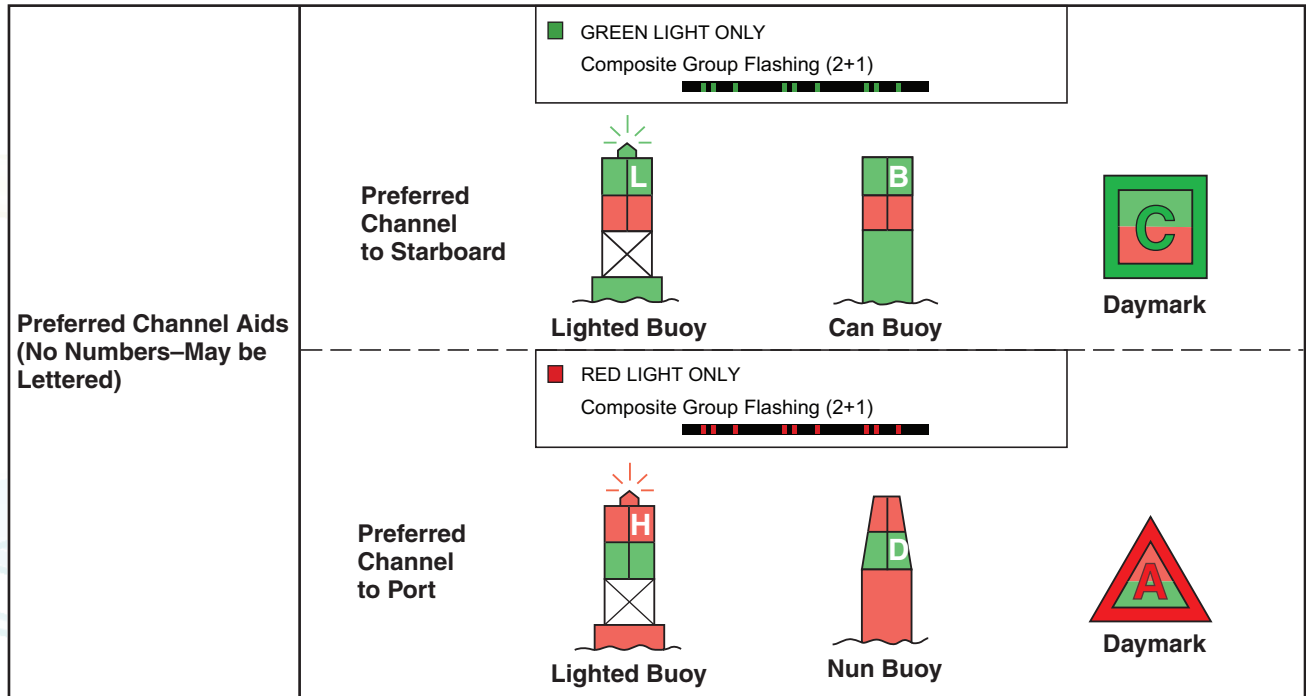 Preferred Channel Aids
(No Numbers–May be
Lettered)
GREEN LIGHT ONLY
Composite Group Flashing (2+1)
Preferred
Channel
to Starboard
L
B
C
Lighted Buoy
Can Buoy
Daymark
RED LIGHT ONLY
Composite Group Flashing (2+1)
Preferred
Channel
to Port
H
D
A
Lighted Buoy
Nun Buoy
Daymark